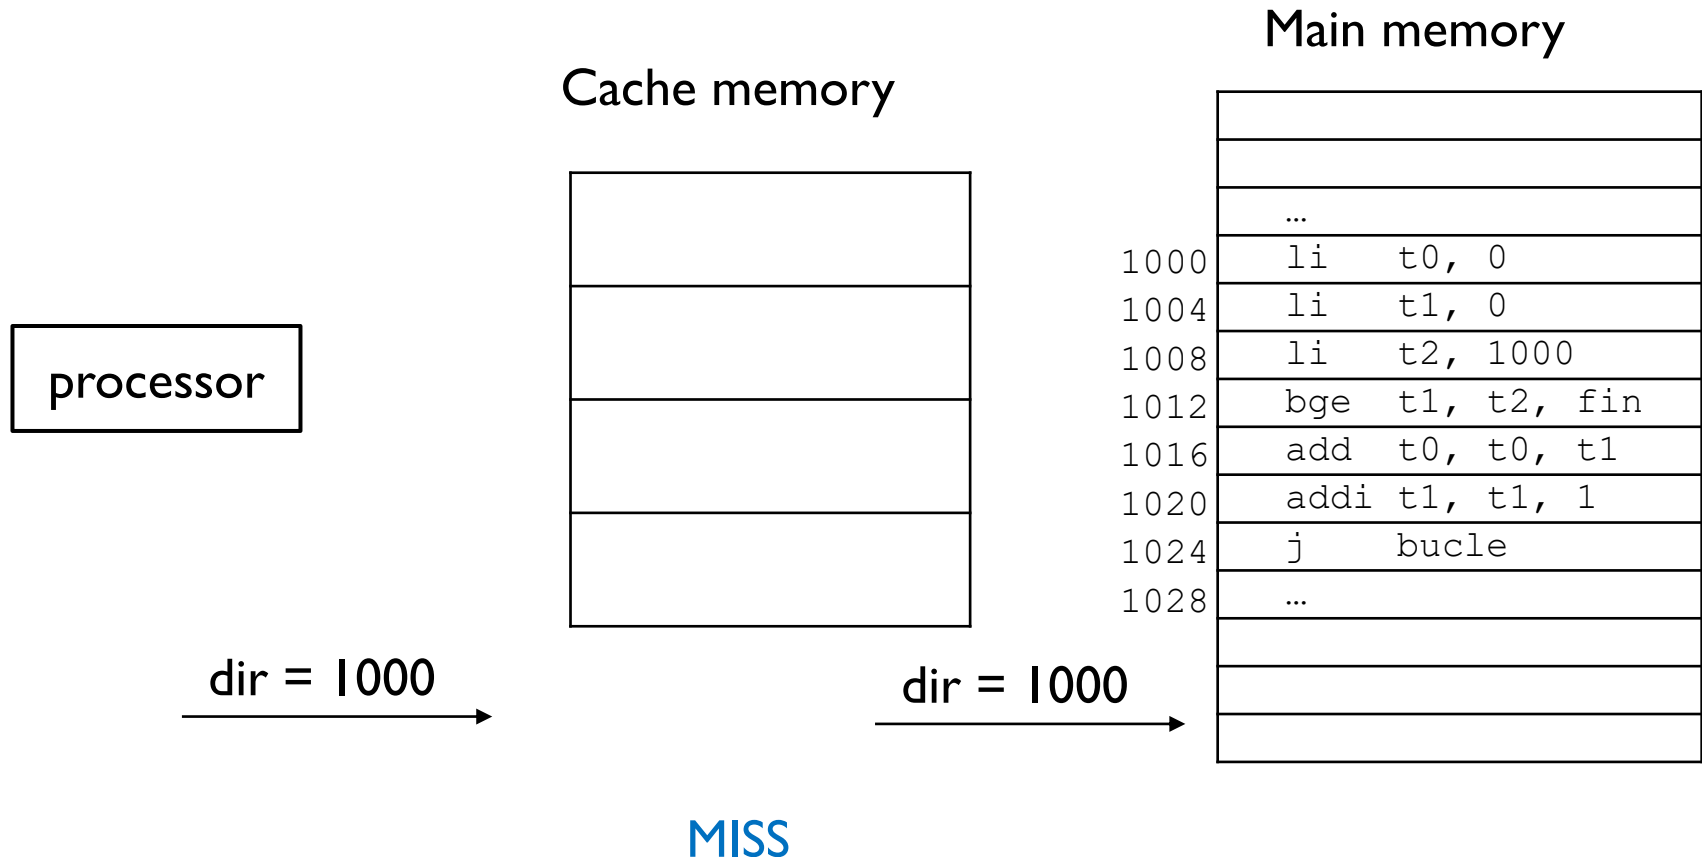 Main memory
Cache memory
…
1000 li t0, 0
1004 li t1, 0
1008 li t2, 1000
processor
1012 bge t1, t2, fin
1016 add t0, t0, t1
1020 addi t1, t1, 1
1024 j bucle
1028 …
dir = 1000
dir = 1000
MISS